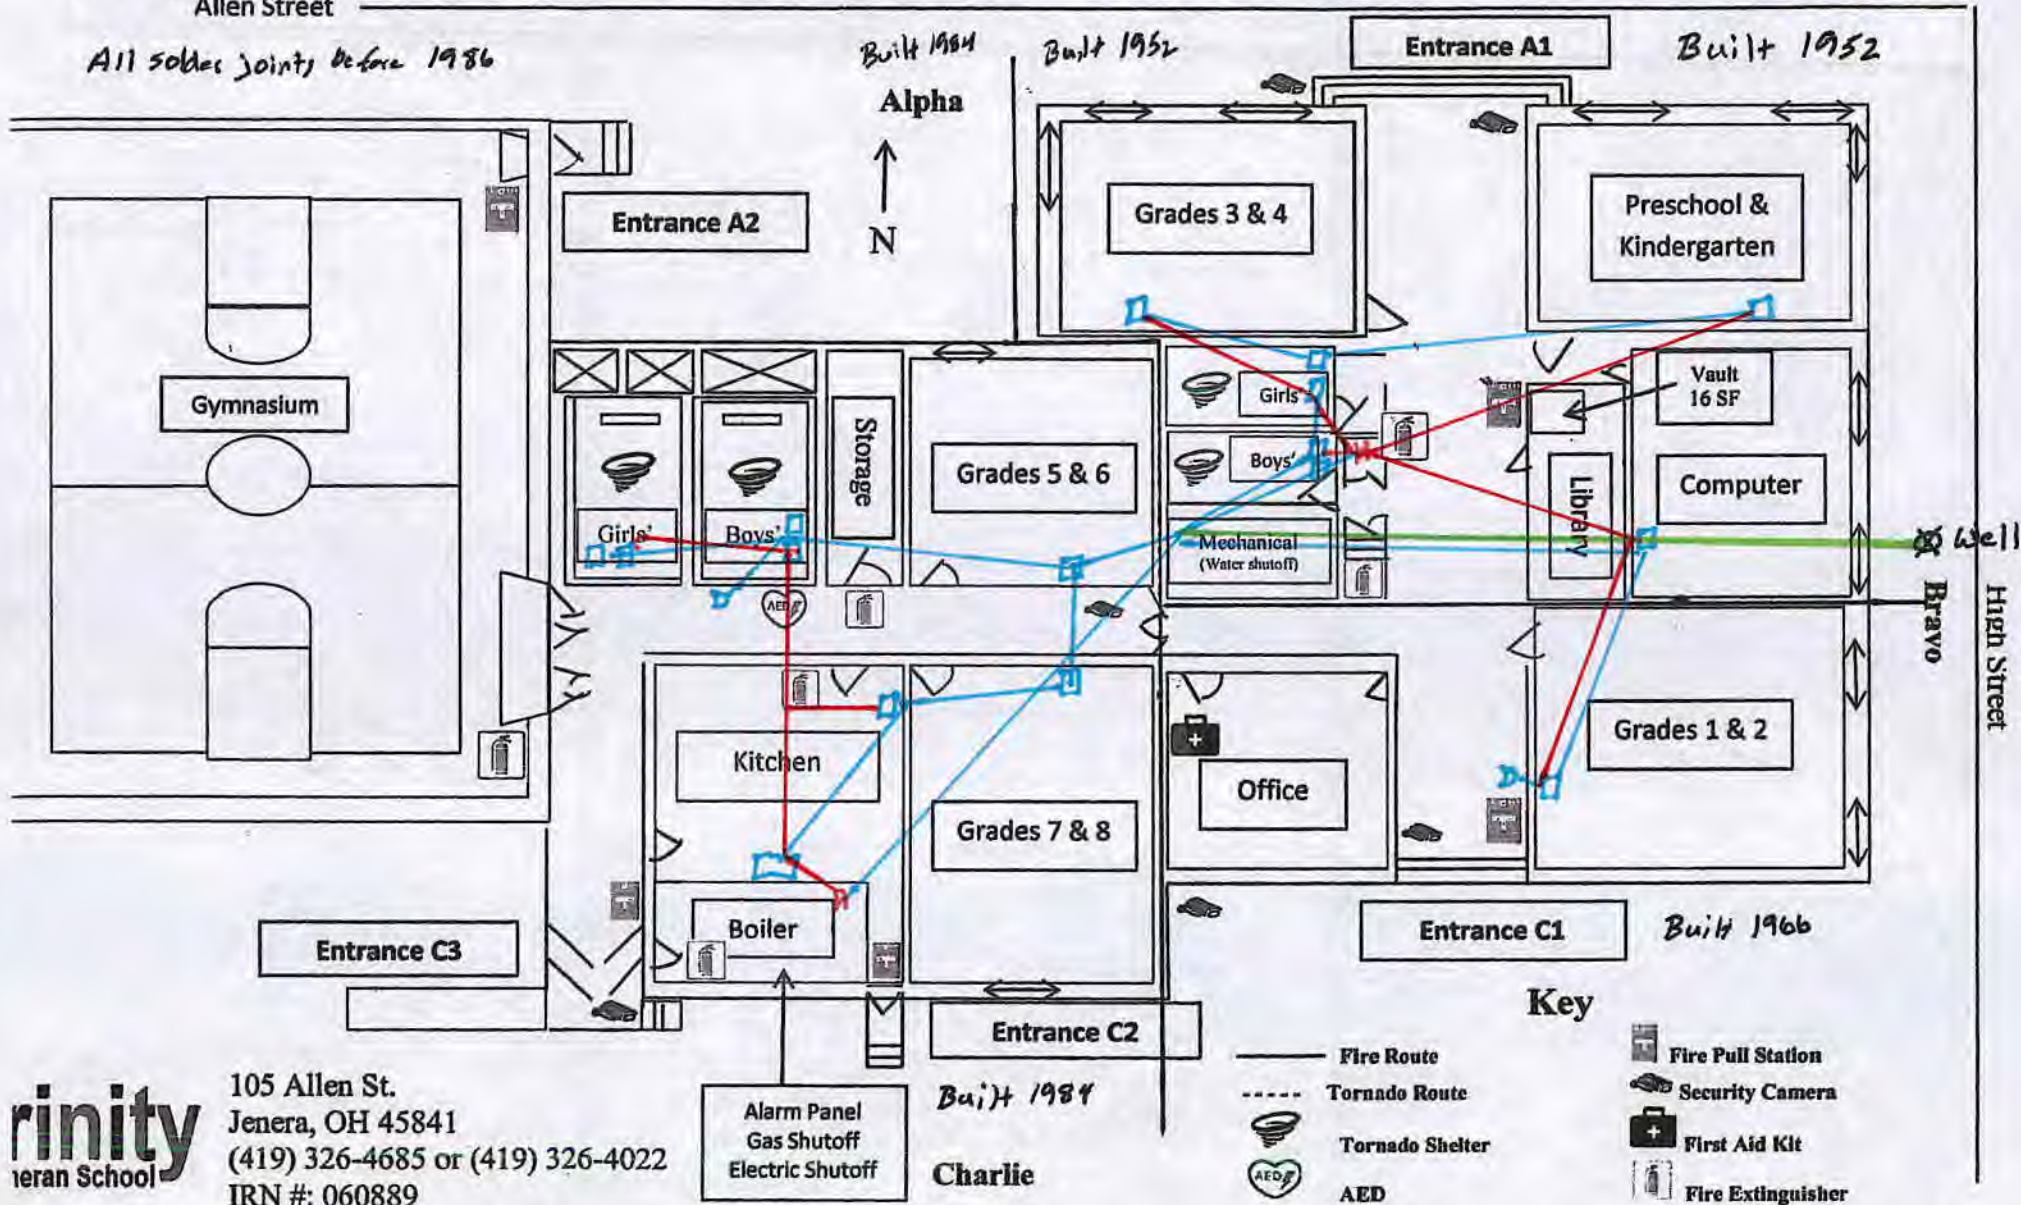 Allen Street
All solder joints before 1986
Built 1984
Built 1952
Entrance A1
Built 1952
Alpha
N
Entrance A2
Grades 3 & 4
Preschool &
Kindergarten
Gymnasium
Girls'
Boys'
Storage
Grades 5 & 6
Girls'
Boys'
Mechanical
(Water shutoff)
Vault
16 SF
Library
Computer
Well
Bravo
High Street
AED
Kitchen
Boiler
Grades 7 & 8
Office
Grades 1 & 2
Entrance C3
Entrance C1
Built 1966
Entrance C2
Built 1984
Alarm Panel
Gas Shutoff
Electric Shutoff
Charlie
Key
Fire Route
Tornado Route
Tornado Shelter
AED
AED
Fire Pull Station
Security Camera
First Aid Kit
Fire Extinguisher
rinity
heran School
105 Allen St.
Jenera, OH 45841
(419) 326-4685 or (419) 326-4022
IRN #: 060889